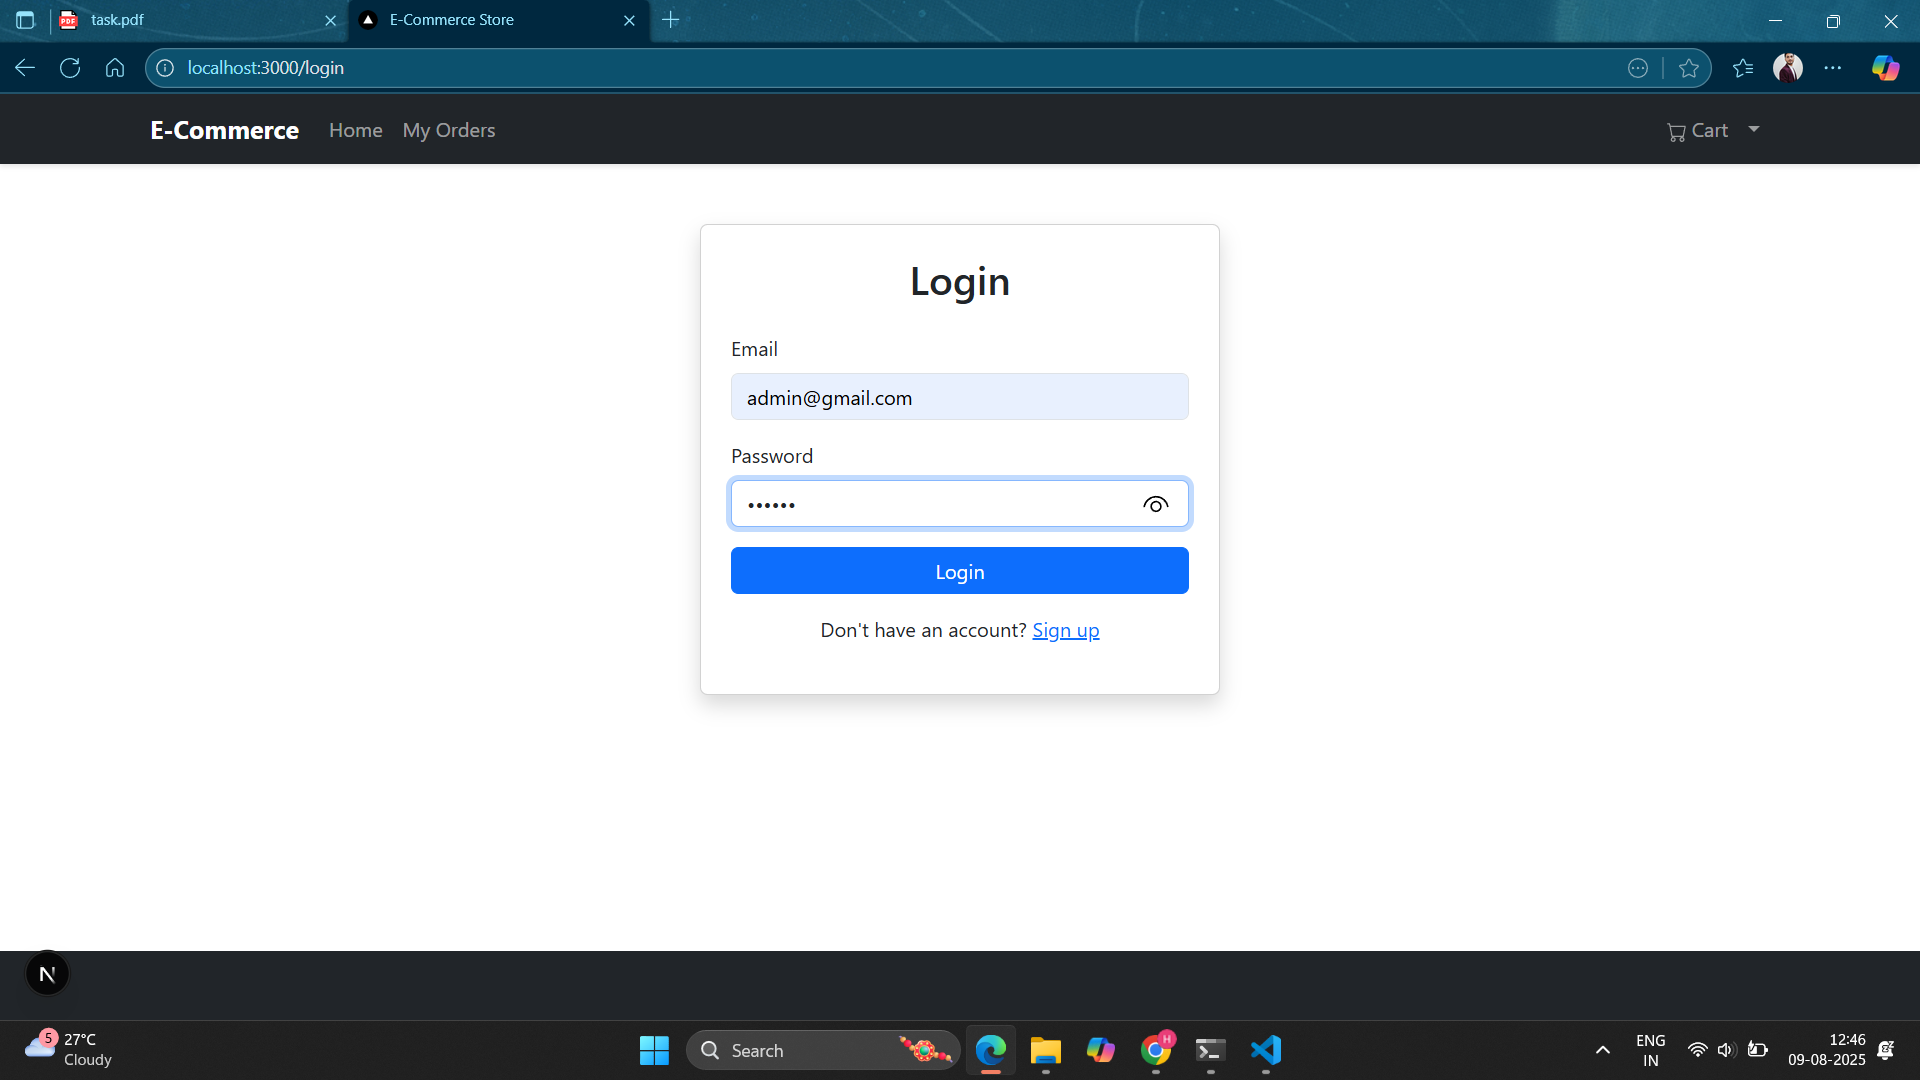 task.pdf
E-Commerce Store
localhost:3000/login
E-Commerce Home My Orders Cart
Login
Email
admin@gmail.com
Password
••••••
Login
Don't have an account? Sign up
N
5
27°C
Cloudy
PDF
Search
H
ENG
IN
12:46
09-08-2025